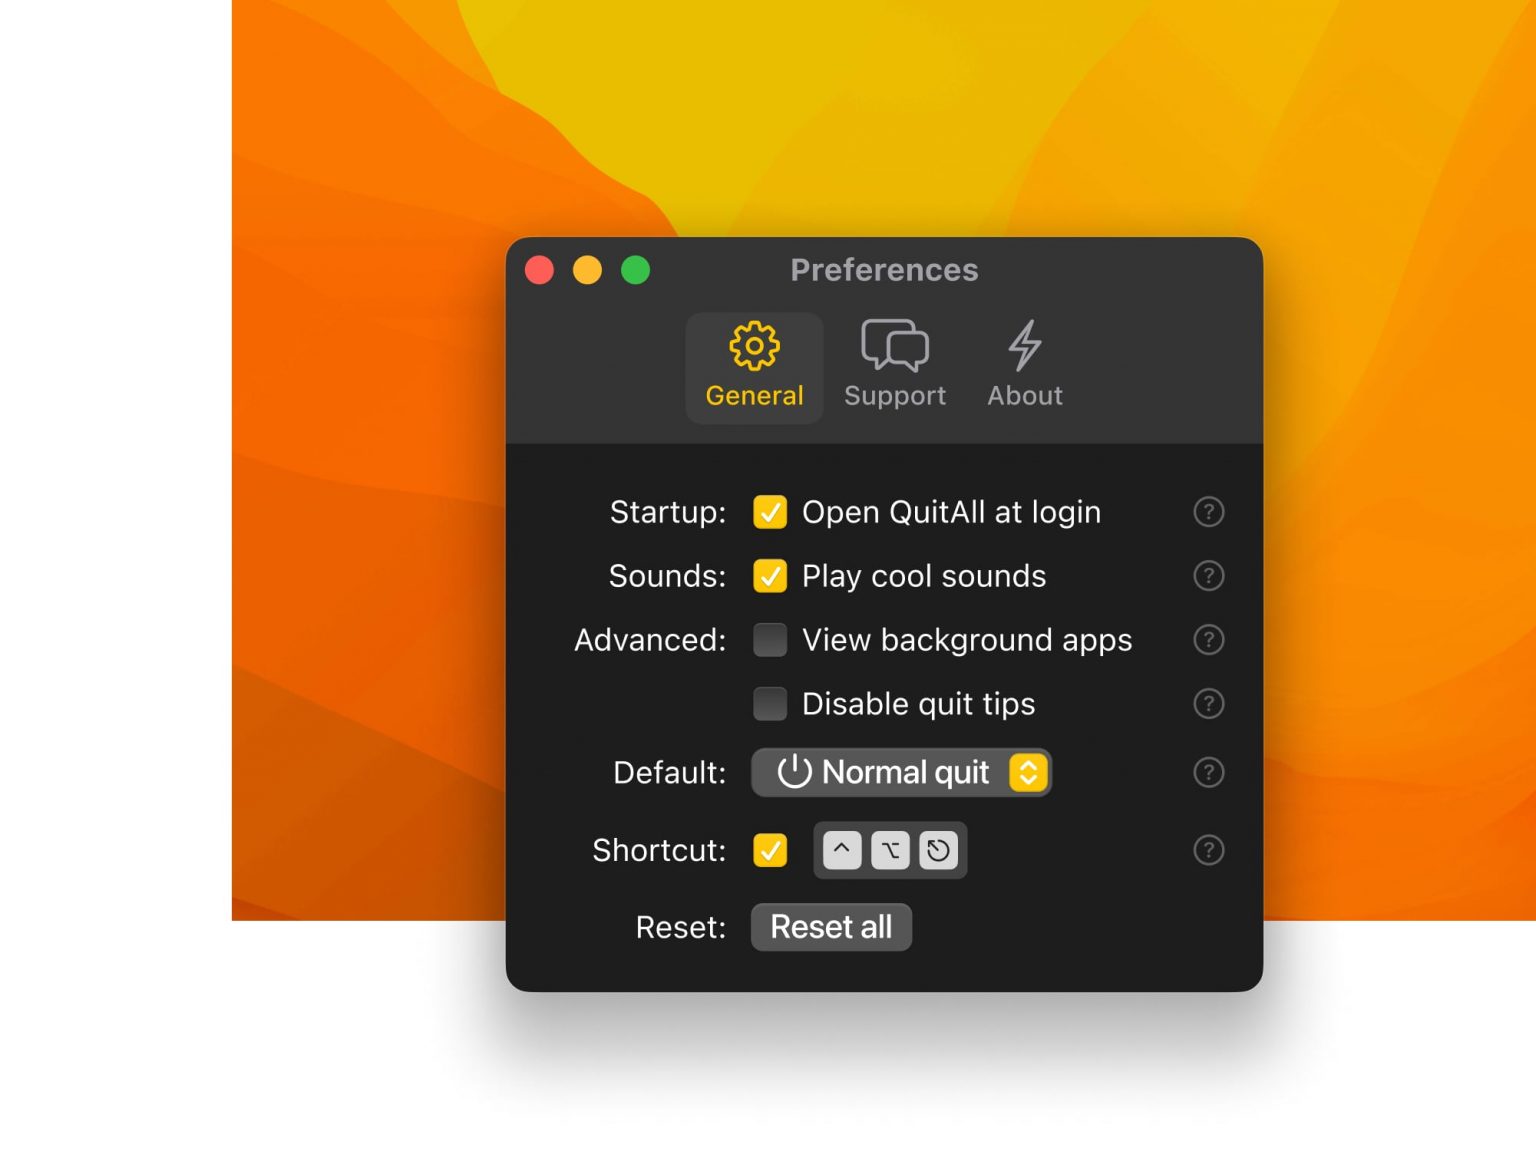 Preferences
General Support About
Startup: Open QuitAll at login ?
Sounds: Play cool sounds ?
Advanced: View background apps ?
Disable quit tips ?
Default: Normal quit ?
Shortcut: ^ ⌥ ⎋ ?
Reset: Reset all